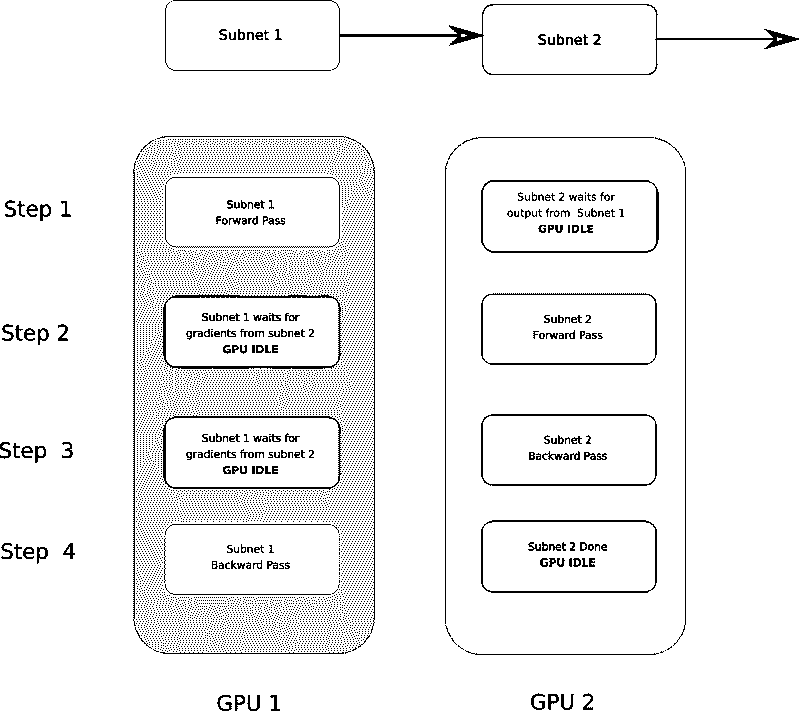 Subnet 1
Subnet 2
Step 1
Subnet 1
Forward Pass
Subnet 2 waits for
output from Subnet 1
GPU IDLE
Step 2
Subnet 1 waits for
gradients from subnet 2
GPU IDLE
Subnet 2
Forward Pass
Step 3
Subnet 1 waits for
gradients from subnet 2
GPU IDLE
Subnet 2
Backward Pass
Step 4
Subnet 1
Backward Pass
Subnet 2 Done
GPU IDLE
GPU 1
GPU 2